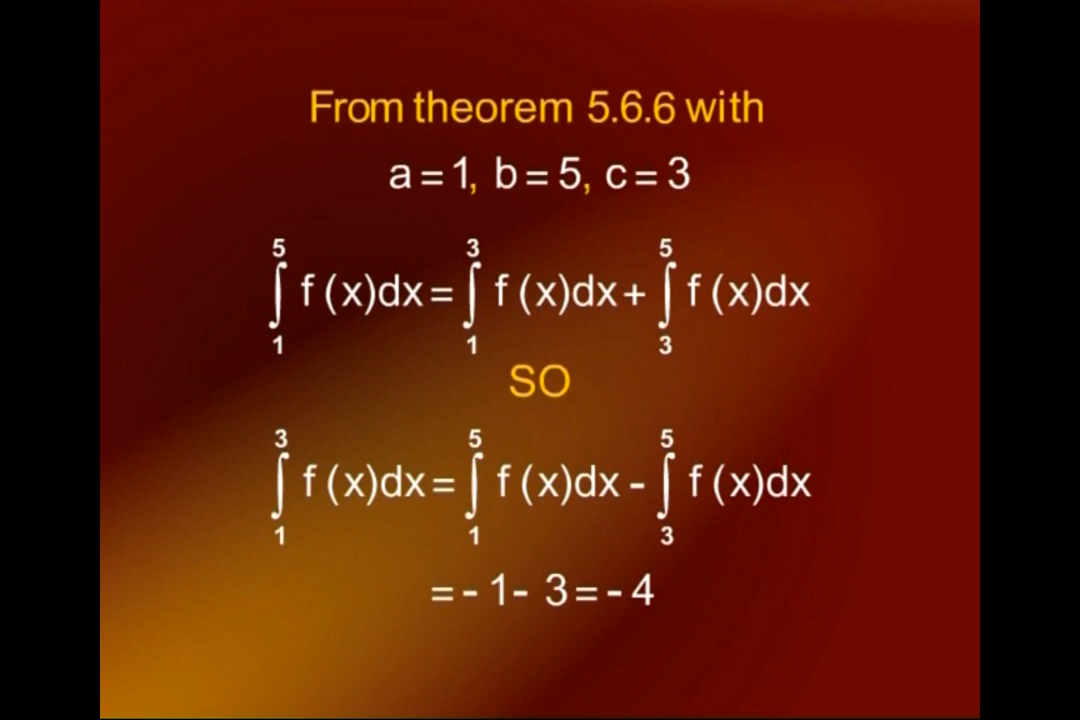 From theorem 5.6.6 with
a = 1, b = 5, c = 3
∫₁⁵ f (x)dx = ∫₁³ f (x)dx + ∫₃⁵ f (x)dx
SO
∫₁³ f (x)dx = ∫₁⁵ f (x)dx - ∫₃⁵ f (x)dx
= - 1 - 3 = - 4